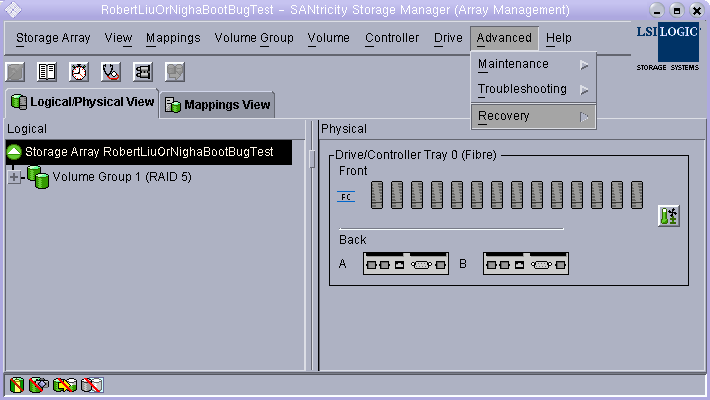 RobertLiuOrNighaBootBugTest – SANtricity Storage Manager (Array Management)
Storage Array View Mappings Volume Group Volume Controller Drive Advanced Help
LSI LOGIC
STORAGE SYSTEMS
Maintenance
Troubleshooting
Recovery
Logical/Physical View Mappings View
Logical
Storage Array RobertLiuOrNighaBootBugTest
Volume Group 1 (RAID 5)
Physical
Drive/Controller Tray 0 (Fibre)
Front
FC
Back
A B